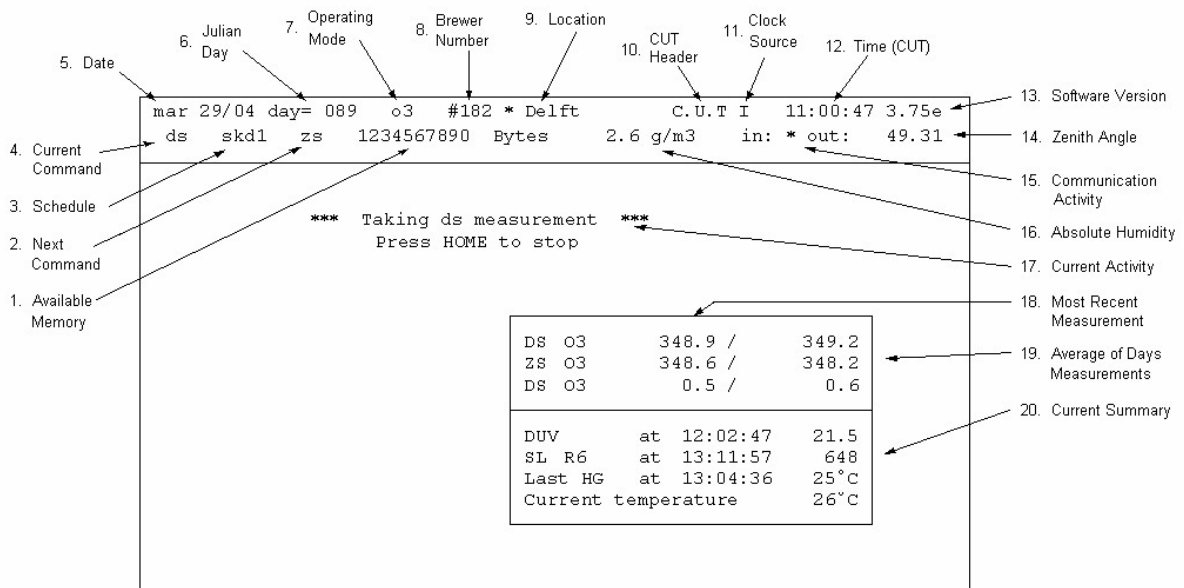 5. Date
6. Julian Day
7. Operating Mode
8. Brewer Number
9. Location
10. CUT Header
11. Clock Source
12. Time (CUT)
mar 29/04 day= 089 o3 #182 * Delft C.U.T I 11:00:47 3.75e
ds skd1 zs 1234567890 Bytes 2.6 g/m3 in: * out: 49.31
13. Software Version
14. Zenith Angle
4. Current Command
3. Schedule
2. Next Command
1. Available Memory
15. Communication Activity
16. Absolute Humidity
17. Current Activity
18. Most Recent Measurement
19. Average of Days Measurements
20. Current Summary
*** Taking ds measurement ***
Press HOME to stop
DS O3 348.9 / 349.2
ZS O3 348.6 / 348.2
DS O3 0.5 / 0.6
DUV at 12:02:47 21.5
SL R6 at 13:11:57 648
Last HG at 13:04:36 25°C
Current temperature 26°C